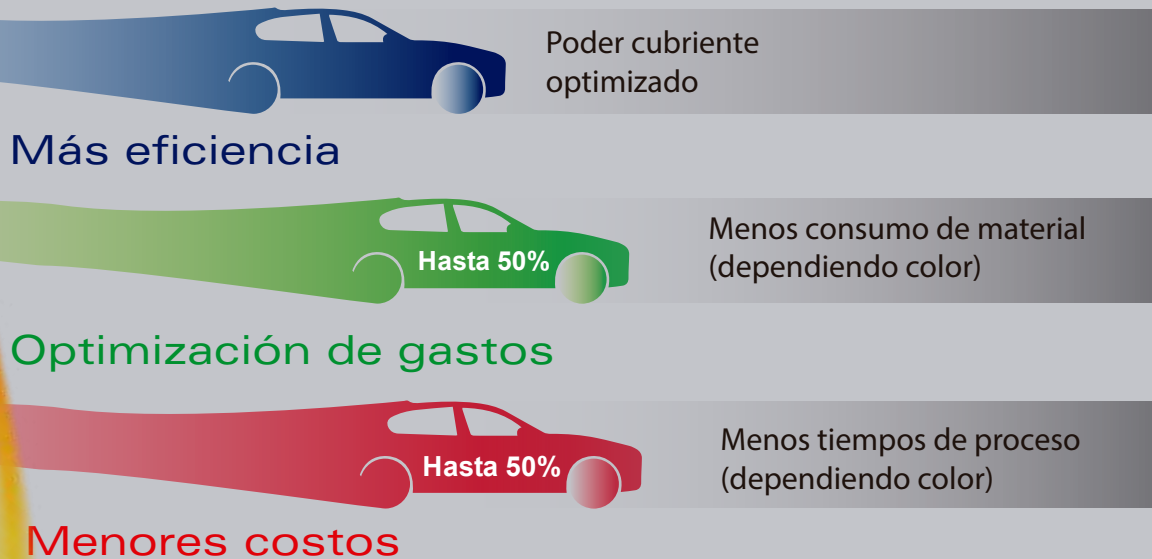 Poder cubriente
optimizado
Más eficiencia
Hasta 50%
Menos consumo de material
(dependiendo color)
Optimización de gastos
Hasta 50%
Menos tiempos de proceso
(dependiendo color)
Menores costos